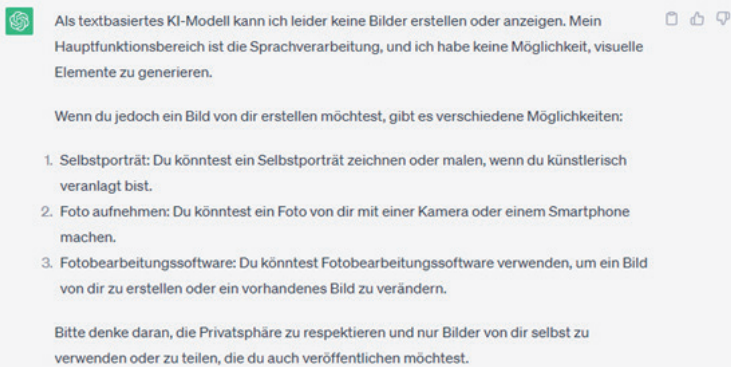 Als textbasiertes KI-Modell kann ich leider keine Bilder erstellen oder anzeigen. Mein
Hauptfunktionsbereich ist die Sprachverarbeitung, und ich habe keine Möglichkeit, visuelle
Elemente zu generieren.
Wenn du jedoch ein Bild von dir erstellen möchtest, gibt es verschiedene Möglichkeiten:
1. Selbstporträt: Du könntest ein Selbstporträt zeichnen oder malen, wenn du künstlerisch
veranlagt bist.
2. Foto aufnehmen: Du könntest ein Foto von dir mit einer Kamera oder einem Smartphone
machen.
3. Fotobearbeitungssoftware: Du könntest Fotobearbeitungssoftware verwenden, um ein Bild
von dir zu erstellen oder ein vorhandenes Bild zu verändern.
Bitte denke daran, die Privatsphäre zu respektieren und nur Bilder von dir selbst zu
verwenden oder zu teilen, die du auch veröffentlichen möchtest.